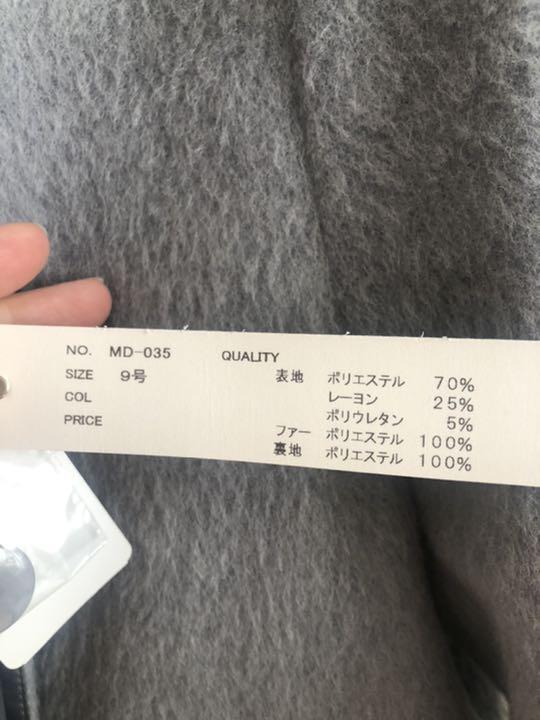 NO. MD-035 QUALITY
SIZE 9号 表地 ポリエステル 70%
COL レーヨン 25%
PRICE ポリウレタン 5%
ファー ポリエステル 100%
裏地 ポリエステル 100%